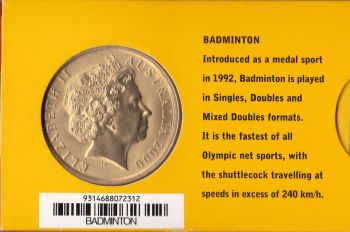 ELIZABETH II AUSTRALIA 2000
9314688072312
BADMINTON
BADMINTON
Introduced as a medal sport
in 1992, Badminton is played
in Singles, Doubles and
Mixed Doubles formats.
It is the fastest of all
Olympic net sports, with
the shuttlecock travelling at
speeds in excess of 240 km/h.